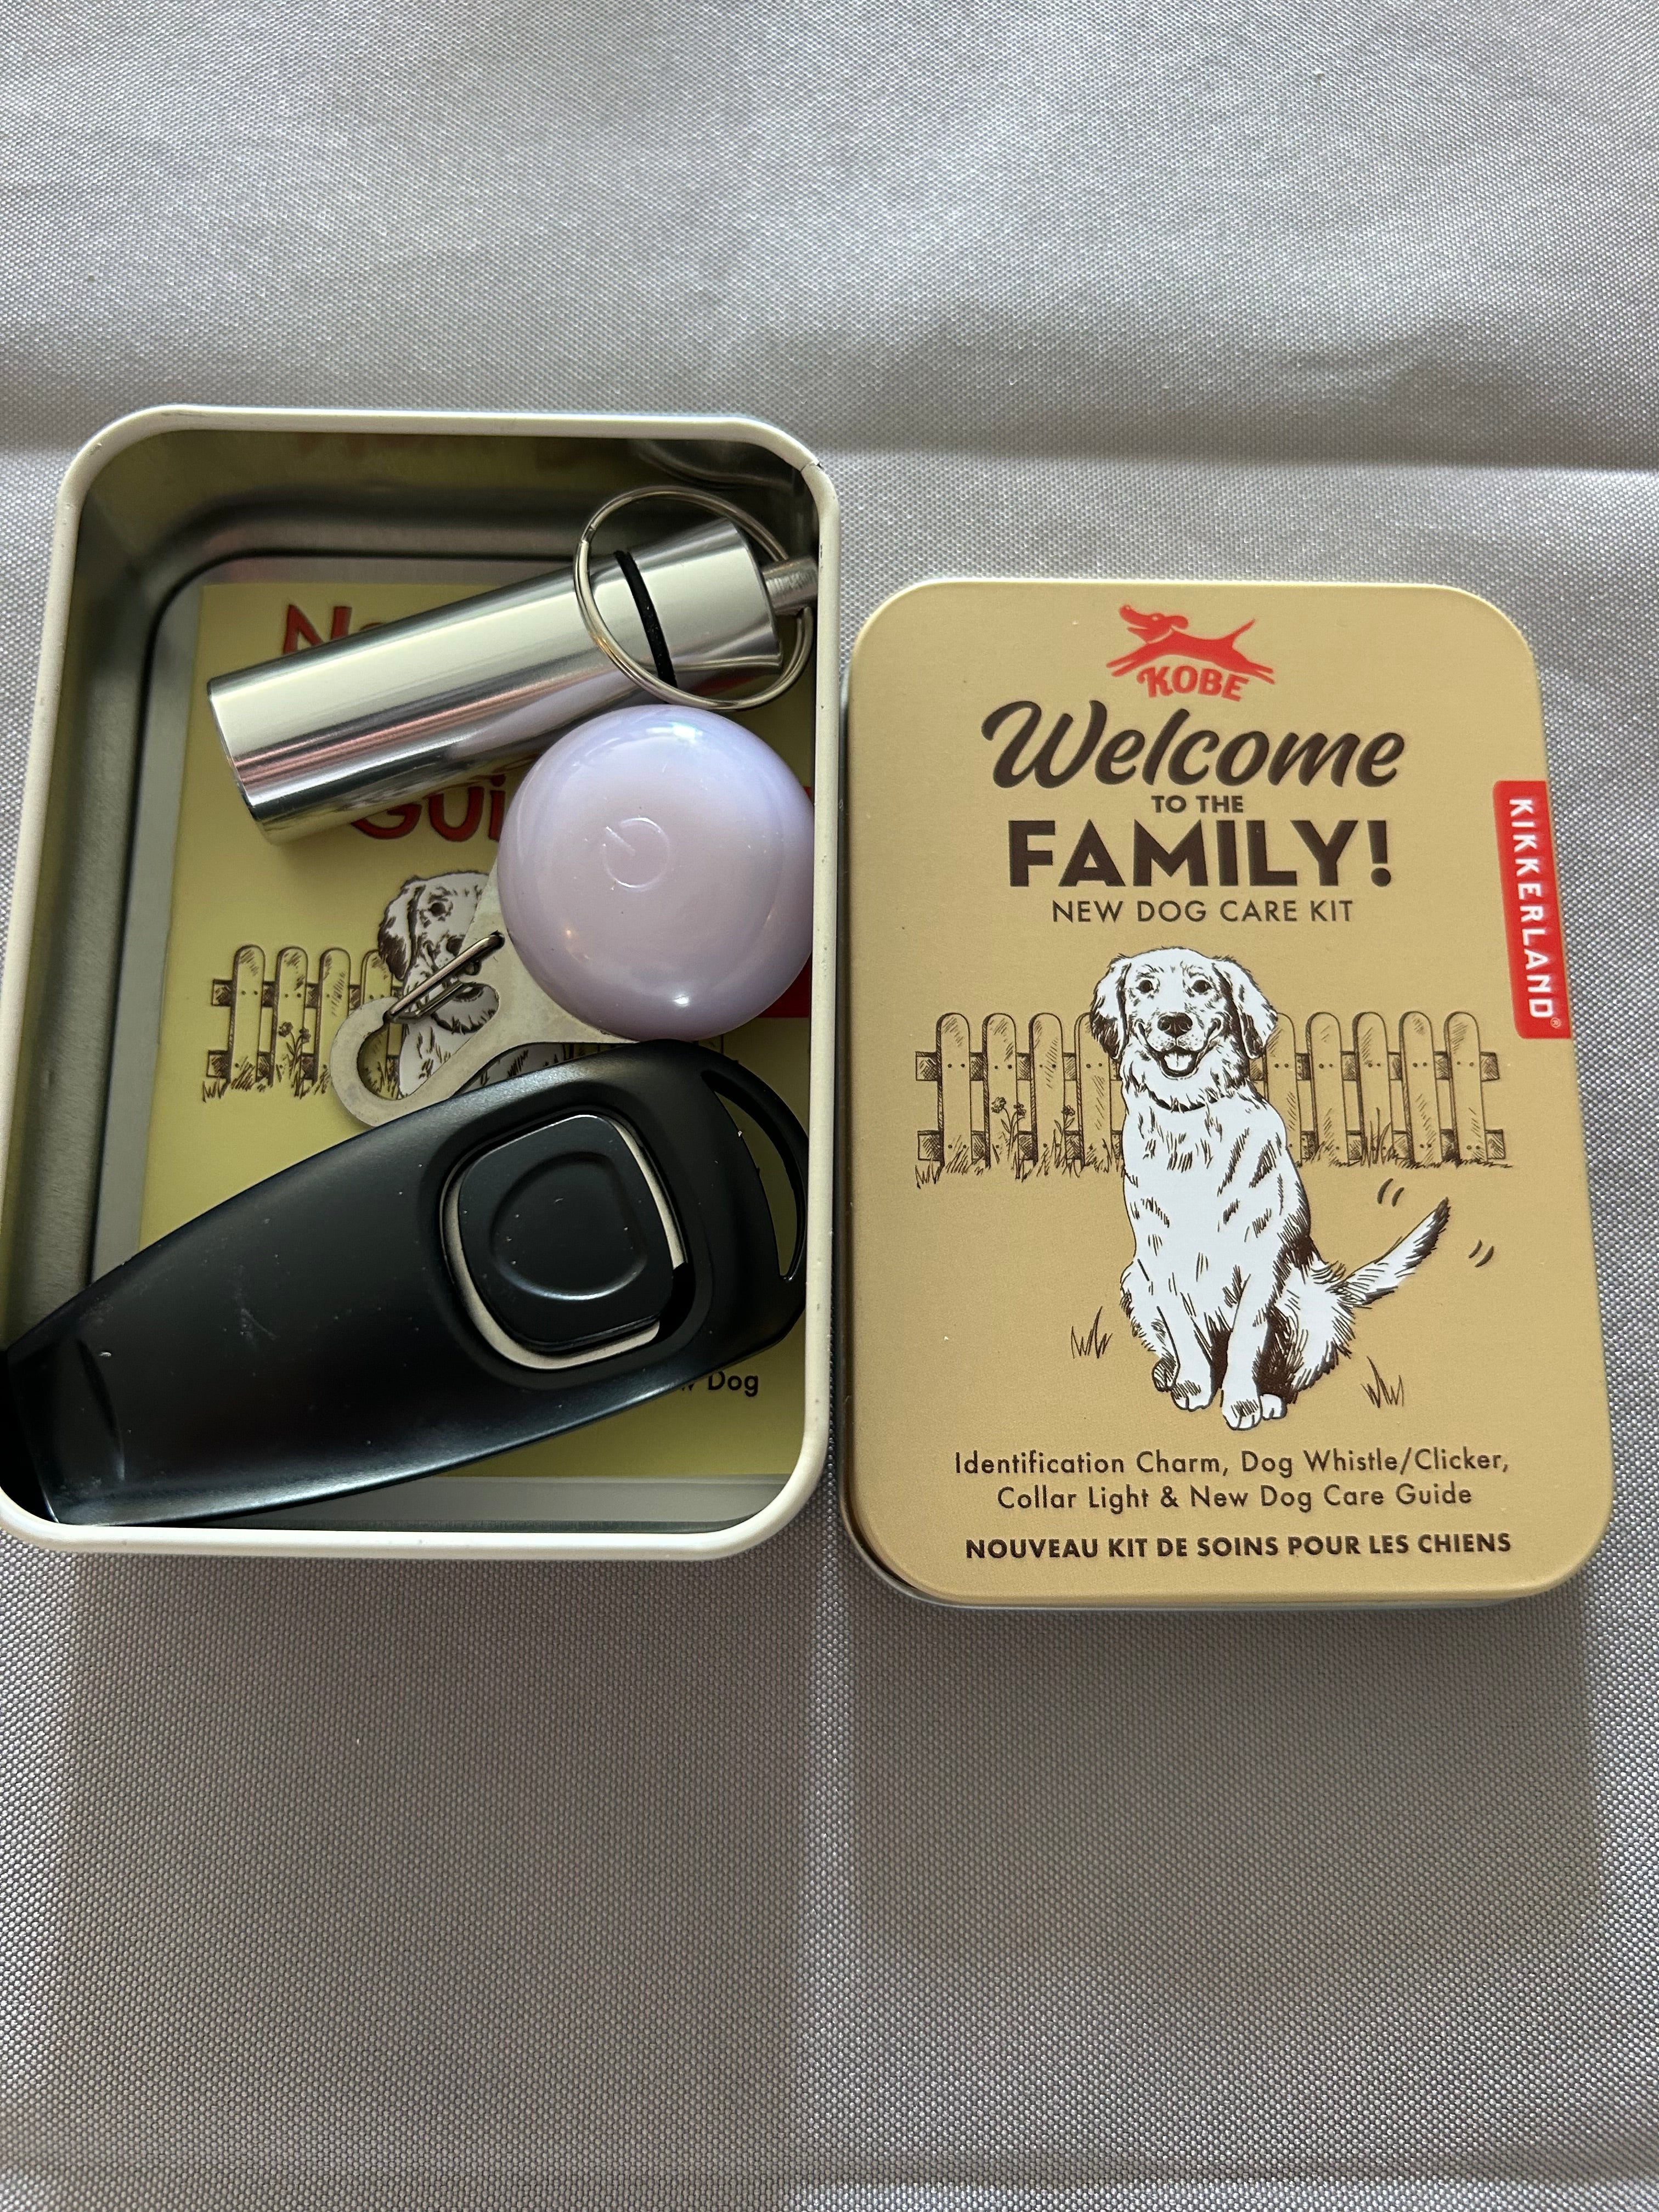 Gui
w Dog
KOBE
Welcome
TO THE
FAMILY!
NEW DOG CARE KIT
KIKKERLAND®
Identification Charm, Dog Whistle/Clicker,
Collar Light & New Dog Care Guide
NOUVEAU KIT DE SOINS POUR LES CHIENS